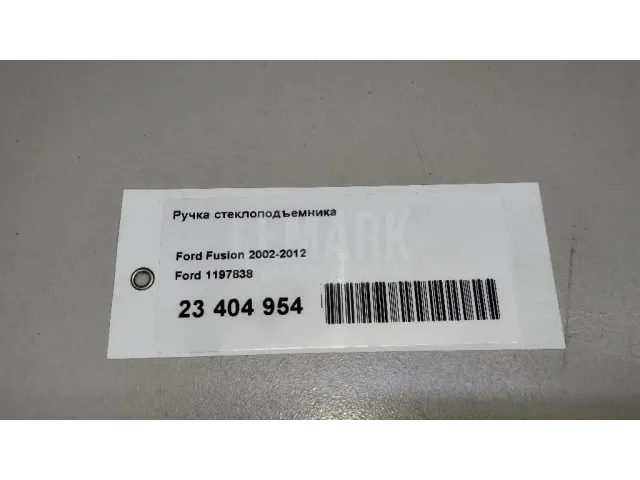 Ручка стеклоподъемника
Ford Fusion 2002-2012
Ford 1197838
23 404 954